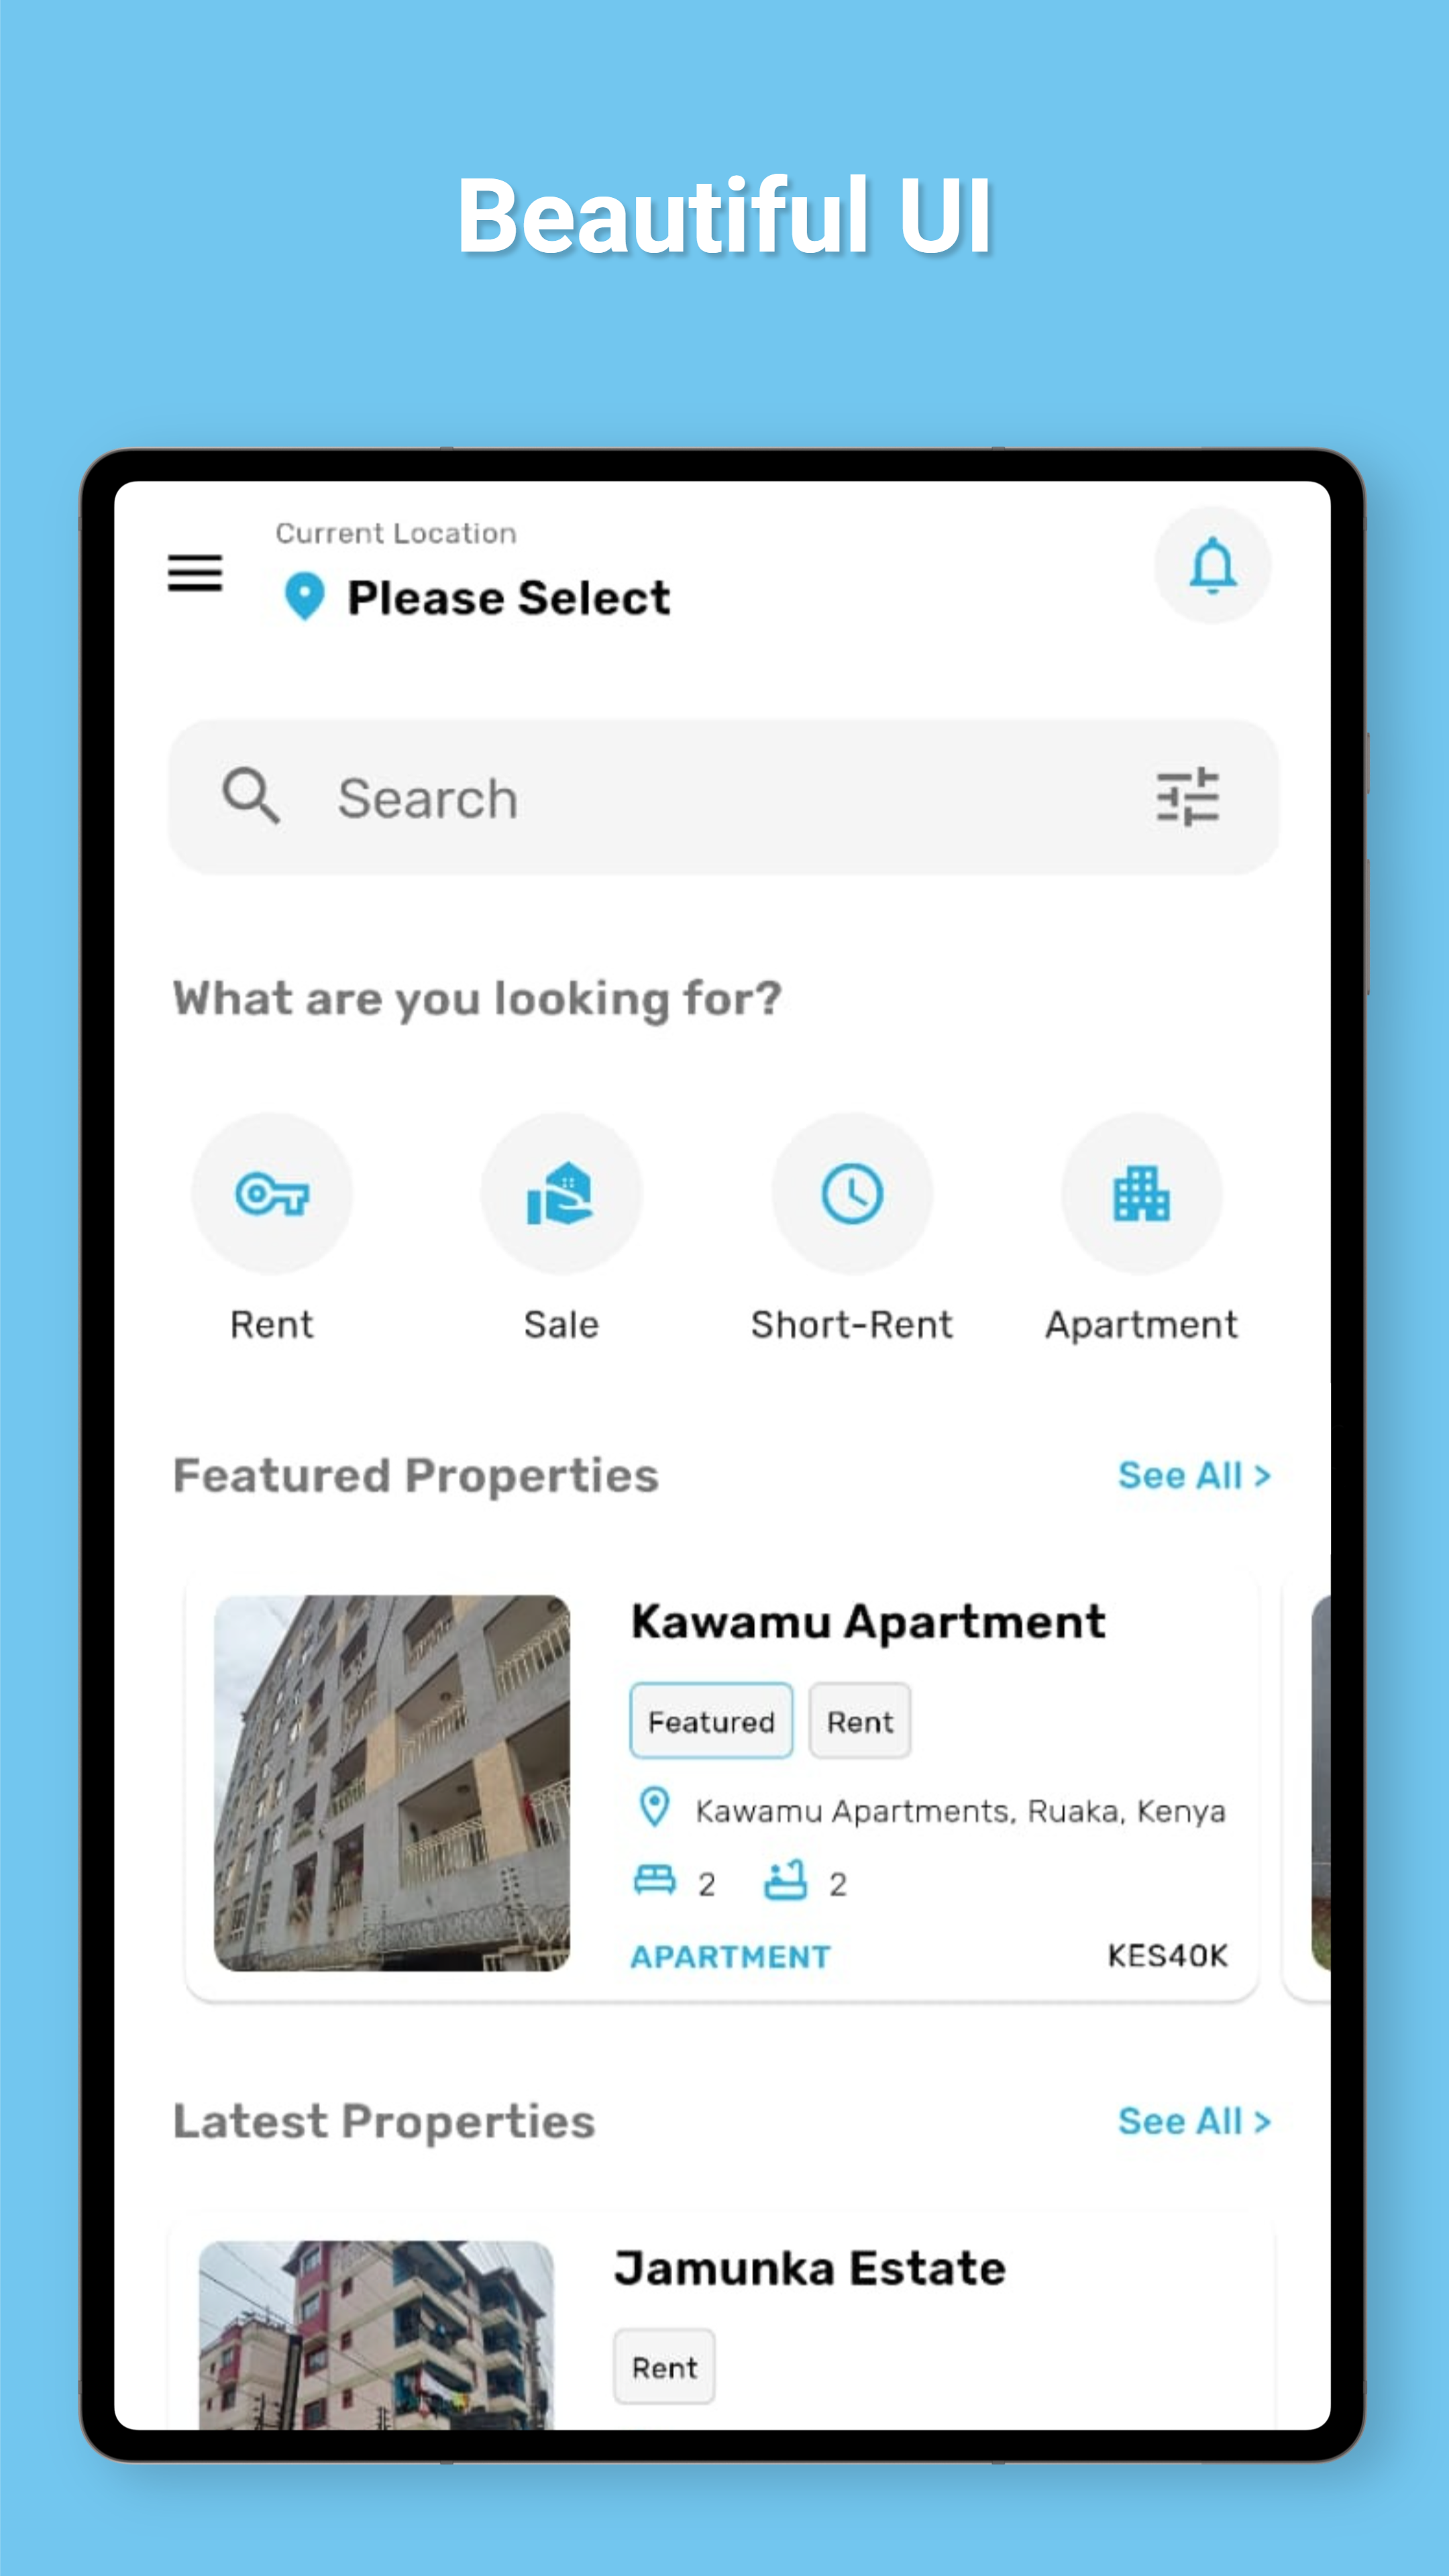 Beautiful UI
Current Location
Please Select
Search
What are you looking for?
Rent
Sale
Short-Rent
Apartment
Featured Properties
See All >
Kawamu Apartment
Featured
Rent
Kawamu Apartments, Ruaka, Kenya
2
2
APARTMENT
KES40K
Latest Properties
See All >
Jamunka Estate
Rent